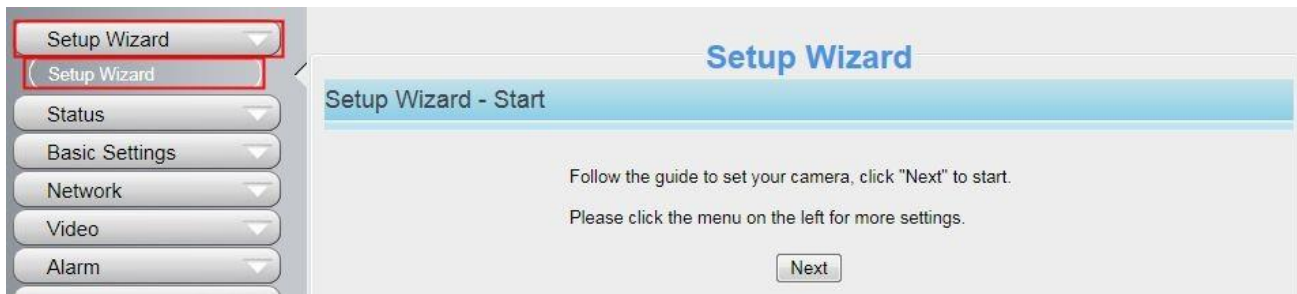 Setup Wizard
Setup Wizard
Status
Basic Settings
Network
Video
Alarm
Setup Wizard
Setup Wizard - Start
Follow the guide to set your camera, click "Next" to start.
Please click the menu on the left for more settings.
Next